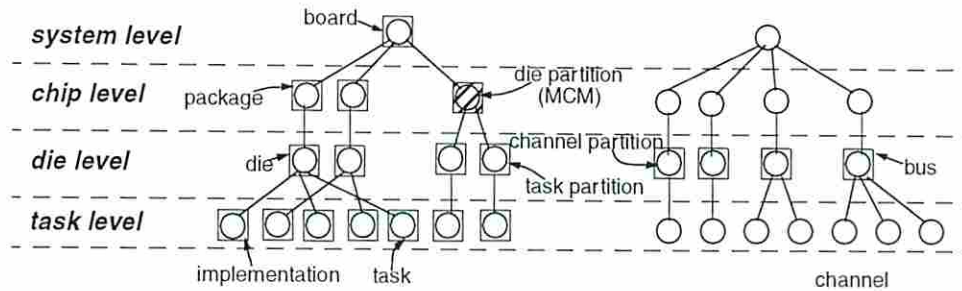 board
system level
die partition
(MCM)
chip level
package
channel partition
die level
die
bus
task partition
task level
implementation
task
channel